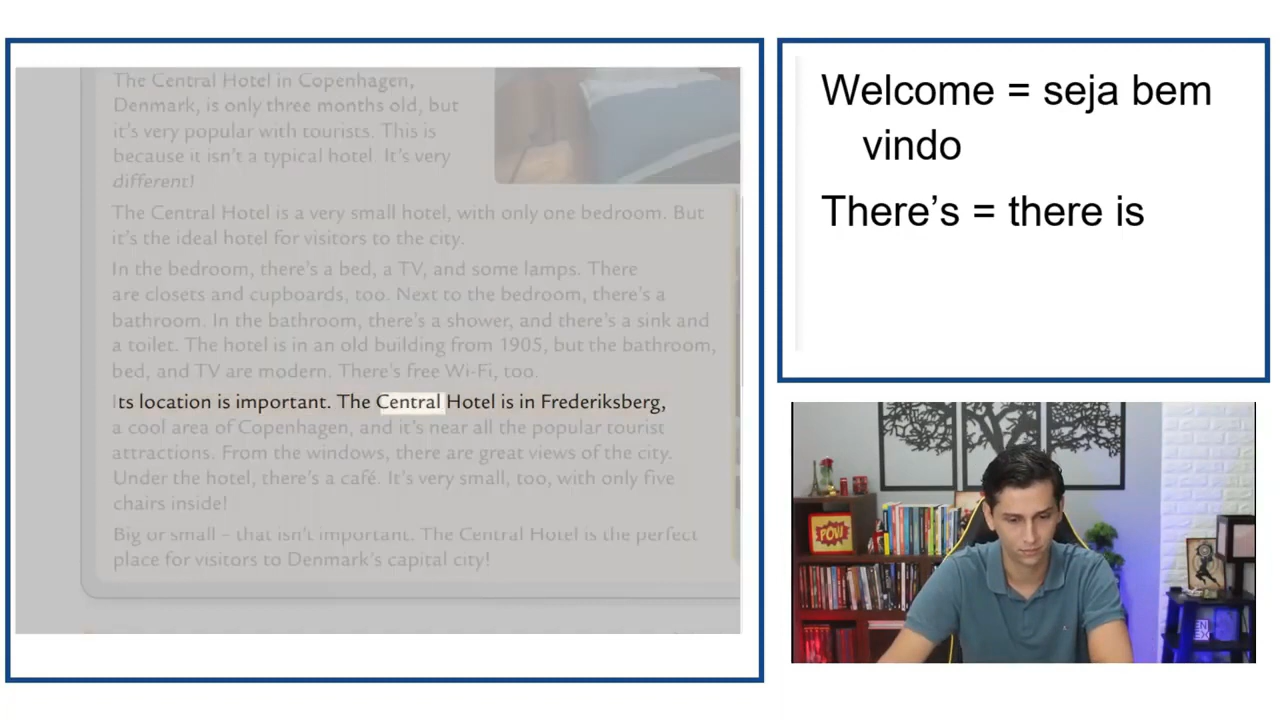 The Central Hotel in Copenhagen,
Denmark, is only three months old, but
it's very popular with tourists. This is
because it isn't a typical hotel. It's very
different!
The Central Hotel is a very small hotel, with only one bedroom. But
it's the ideal hotel for visitors to the city.
In the bedroom, there's a bed, a TV, and some lamps. There
are closets and cupboards, too. Next to the bedroom, there's a
bathroom. In the bathroom, there's a shower, and there's a sink and
a toilet. The hotel is in an old building from 1905, but the bathroom,
bed, and TV are modern. There's free Wi-Fi, too.
Its location is important. The Central Hotel is in Frederiksberg,
a cool area of Copenhagen, and it's near all the popular tourist
attractions. From the windows, there are great views of the city.
Under the hotel, there's a café. It's very small, too, with only five
chairs inside!
Big or small – that isn't important. The Central Hotel is the perfect
place for visitors to Denmark's capital city!
Welcome = seja bem
vindo
There's = there is
POW!